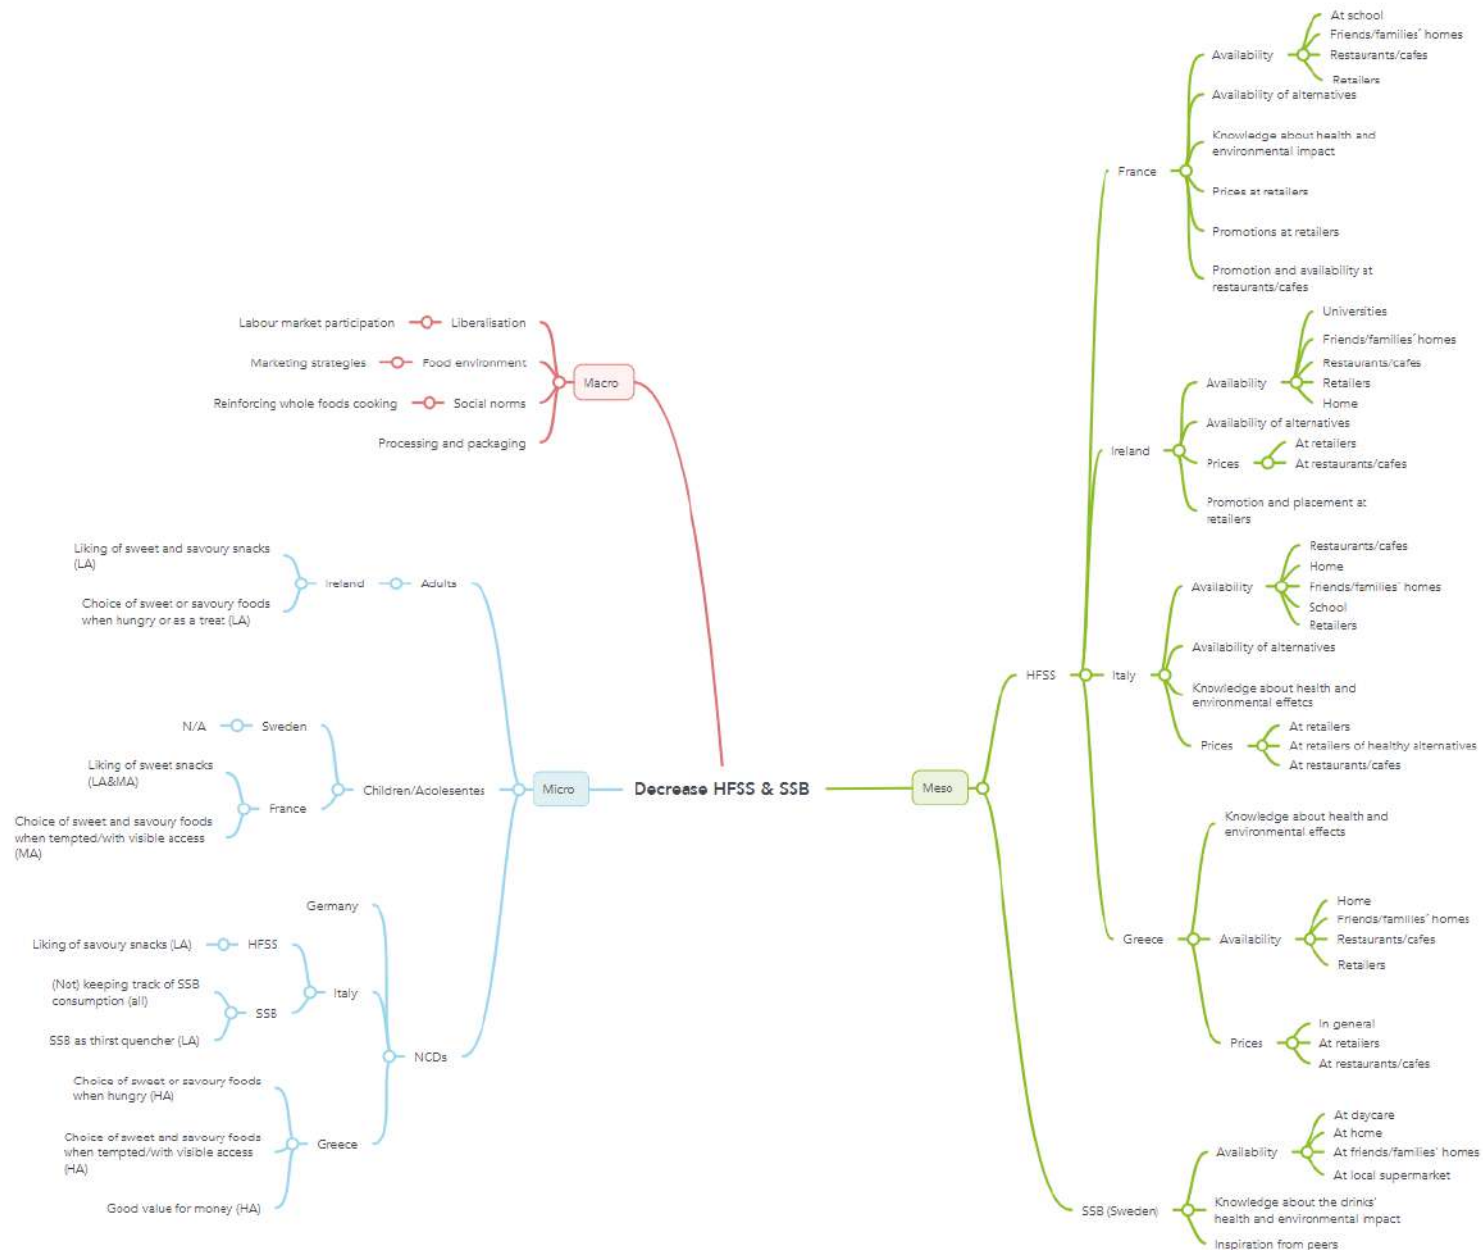 Decrease HFSS & SSB
Macro
Liberalisation
Labour market participation
Food environment
Marketing strategies
Social norms
Reinforcing whole foods cooking
Processing and packaging
Micro
Adults
Ireland
Liking of sweet and savoury snacks
(LA)
Choice of sweet or savoury foods
when hungry or as a treat (LA)
Children/Adolesentes
Sweden
N/A
France
Liking of sweet snacks
(LA&MA)
Choice of sweet and savoury foods
when tempted/with visible access
(MA)
NCDs
Germany
Italy
HFSS
Liking of savoury snacks (LA)
SSB
(Not) keeping track of SSB
consumption (all)
SSB as thirst quencher (LA)
Greece
Choice of sweet or savoury foods
when hungry (HA)
Choice of sweet and savoury foods
when tempted/with visible access
(HA)
Good value for money (HA)
Meso
HFSS
France
Availability
At school
Friends/families' homes
Restaurants/cafes
Retailers
Availability of alternatives
Knowledge about health and
environmental impact
Prices at retailers
Promotions at retailers
Promotion and availability at
restaurants/cafes
Ireland
Availability
Universities
Friends/families' homes
Restaurants/cafes
Retailers
Home
Availability of alternatives
Prices
At retailers
At restaurants/cafes
Promotion and placement at
retailers
Italy
Availability
Restaurants/cafes
Home
Friends/families' homes
School
Retailers
Availability of alternatives
Knowledge about health and
environmental effetcs
Prices
At retailers
At retailers of healthy alternatives
At restaurants/cafes
Greece
Knowledge about health and
environmental effects
Availability
Home
Friends/families' homes
Restaurants/cafes
Retailers
Prices
In general
At retailers
At restaurants/cafes
SSB (Sweden)
Availability
At daycare
At home
At friends/families' homes
At local supermarket
Knowledge about the drinks'
health and environmental impact
Inspiration from peers